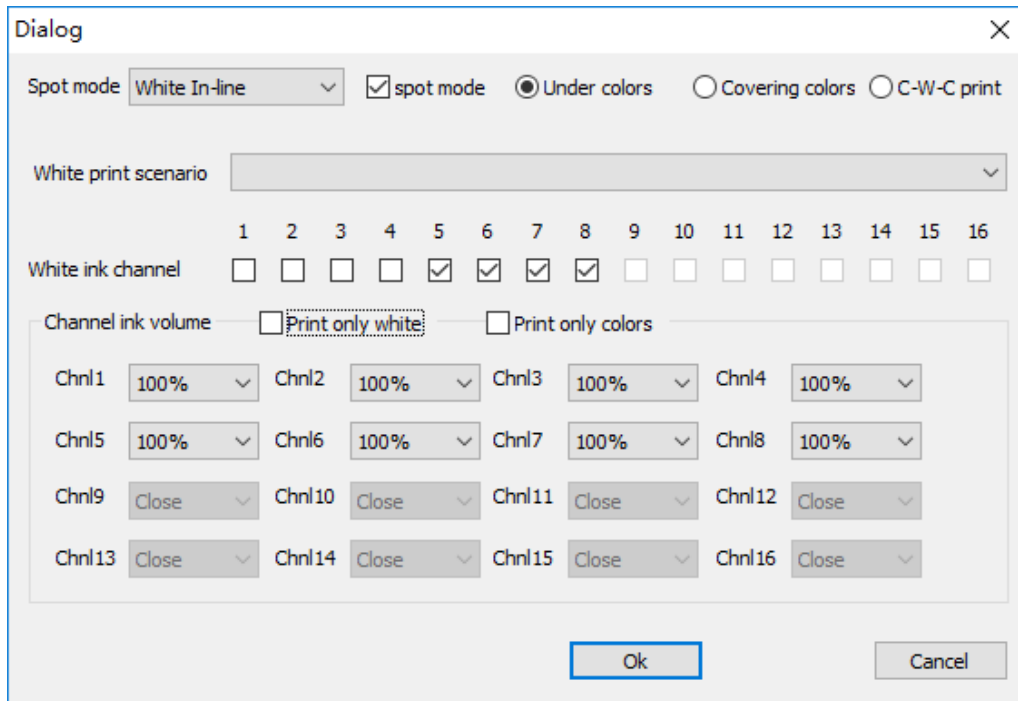 Dialog
Spot mode White In-line spot mode Under colors Covering colors C-W-C print
White print scenario
1 2 3 4 5 6 7 8 9 10 11 12 13 14 15 16
White ink channel
Channel ink volume Print only white Print only colors
Chnl1 100% Chnl2 100% Chnl3 100% Chnl4 100%
Chnl5 100% Chnl6 100% Chnl7 100% Chnl8 100%
Chnl9 Close Chnl10 Close Chnl11 Close Chnl12 Close
Chnl13 Close Chnl14 Close Chnl15 Close Chnl16 Close
Ok Cancel